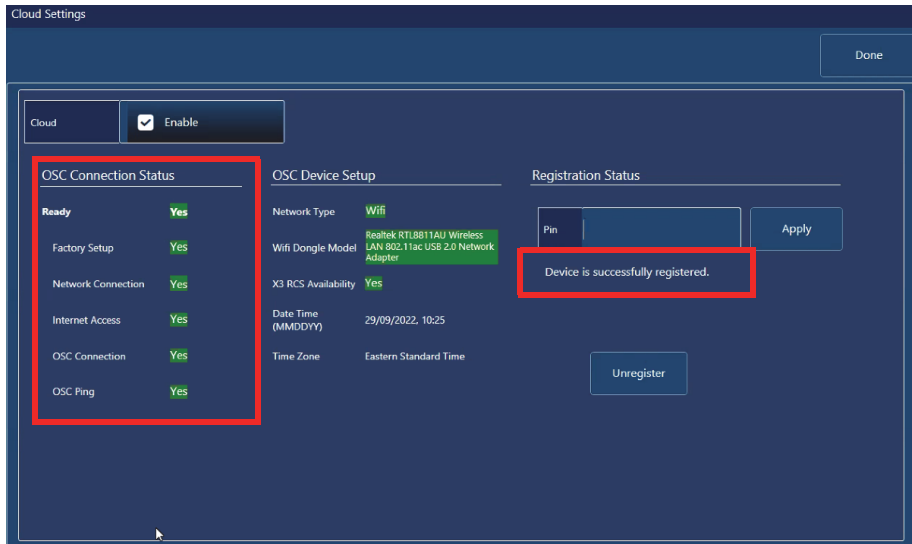 Cloud Settings
Done
Cloud
Enable
OSC Connection Status
Ready Yes
Factory Setup Yes
Network Connection Yes
Internet Access Yes
OSC Connection Yes
OSC Ping Yes
OSC Device Setup
Network Type Wifi
Wifi Dongle Model Realtek RTL8811AU Wireless
LAN 802.11ac USB 2.0 Network
Adapter
X3 RCS Availability Yes
Date Time
(MMDDYY) 29/09/2022, 10:25
Time Zone Eastern Standard Time
Registration Status
Pin
Apply
Device is successfully registered.
Unregister